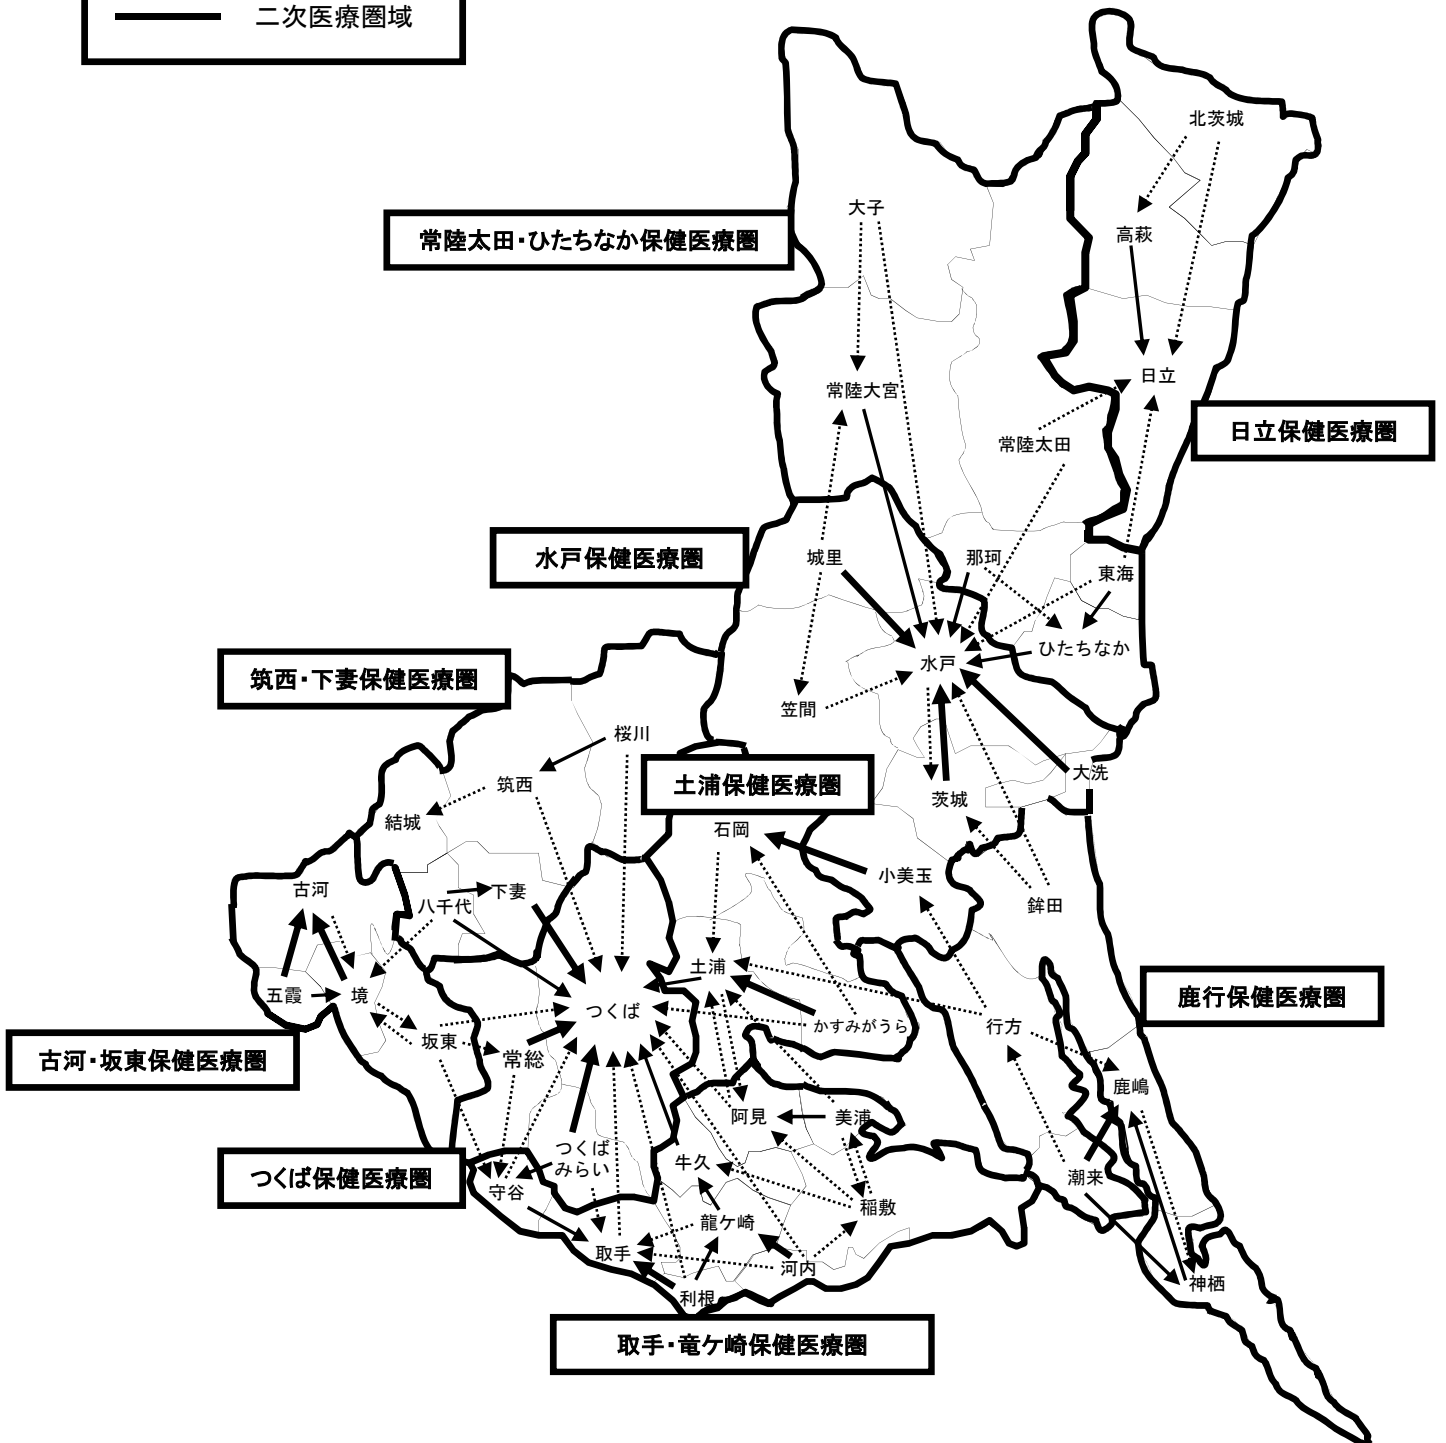 二次医療圏域
北茨城
大子
高萩
常陸太田・ひたちなか保健医療圏
日立
常陸大宮
日立保健医療圏
常陸太田
水戸保健医療圏
城里
那珂
東海
ひたちなか
水戸
筑西・下妻保健医療圏
笠間
桜川
土浦保健医療圏
大洗
筑西
茨城
結城
石岡
小美玉
古河
八千代
下妻
鉾田
土浦
五霞
境
つくば
かすみがうら
行方
鹿行保健医療圏
坂東
常総
古河・坂東保健医療圏
鹿嶋
阿見
美浦
つくば
みらい
牛久
潮来
つくば保健医療圏
守谷
稲敷
龍ケ崎
取手
河内
神栖
利根
取手・竜ケ崎保健医療圏